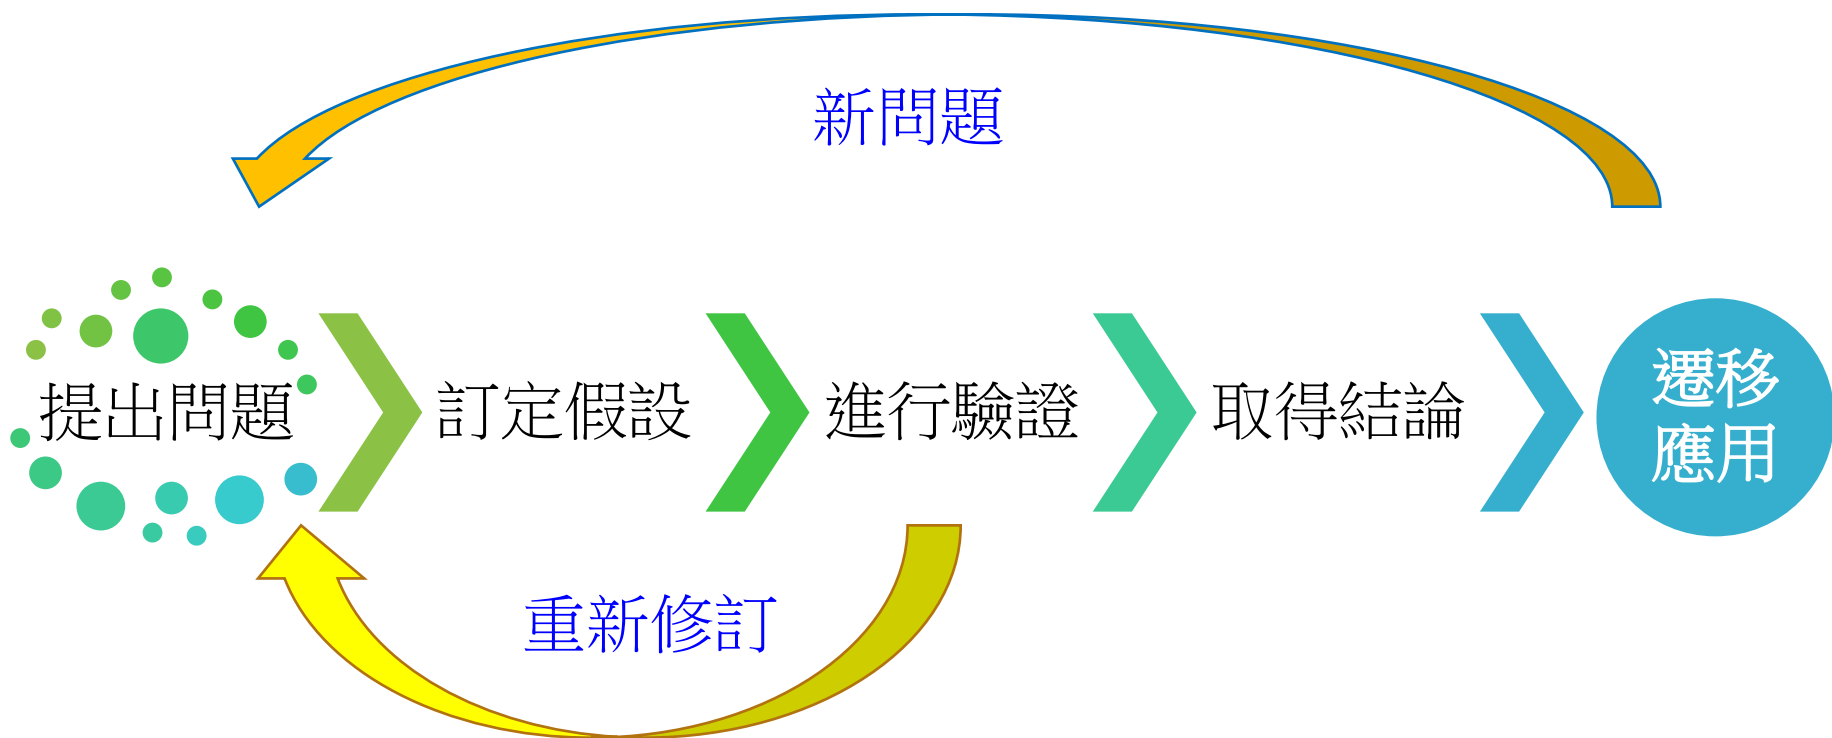 新問題
提出問題
訂定假設
進行驗證
取得結論
遷移
應用
重新修訂